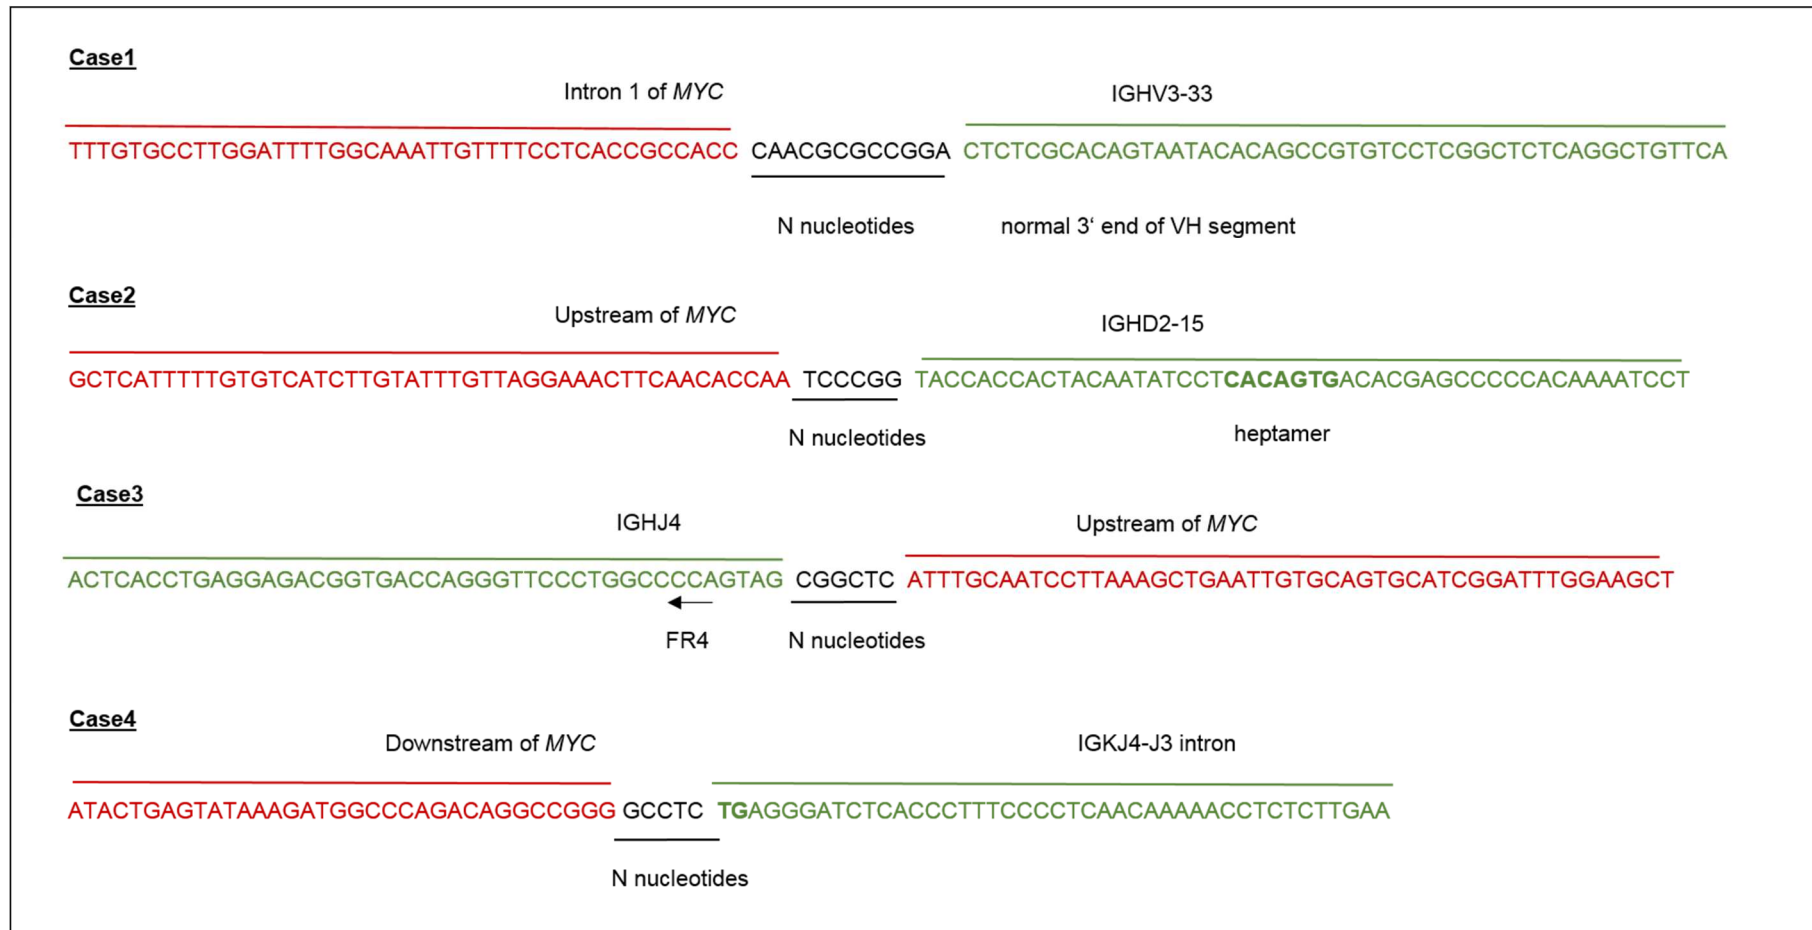 Case1
Intron 1 of MYC IGHV3-33
TTTGTGCCTTGGATTTTGGCAAATTGTTTTCCTCACCGCCACC CAACGCGCCGGA CTCTCGCACAGTAATACACAGCCGTGTCCTCGGCTCTCAGGCTGTTCA
N nucleotides normal 3‘ end of VH segment
Case2
Upstream of MYC IGHD2-15
GCTCATTTTTGTGTCATCTTGTATTTGTTAGGAAACTTCAACACCAA TCCCGG TACCACCACTACAATATCCTCACAGTGACACGAGCCCCCACAAAATCCT
N nucleotides heptamer
Case3
IGHJ4 Upstream of MYC
ACTCACCTGAGGAGACGGTGACCAGGGTTCCCTGGCCCCAGTAG CGGCTC ATTTGCAATCCTTAAAGCTGAATTGTGCAGTGCATCGGATTTGGAAGCT
FR4 N nucleotides
Case4
Downstream of MYC IGKJ4-J3 intron
ATACTGAGTATAAAGATGGCCCAGACAGGCCGGG GCCTC TGAGGGATCTCACCCTTTCCCCTCAACAAAAACCTCTCTTGAA
N nucleotides